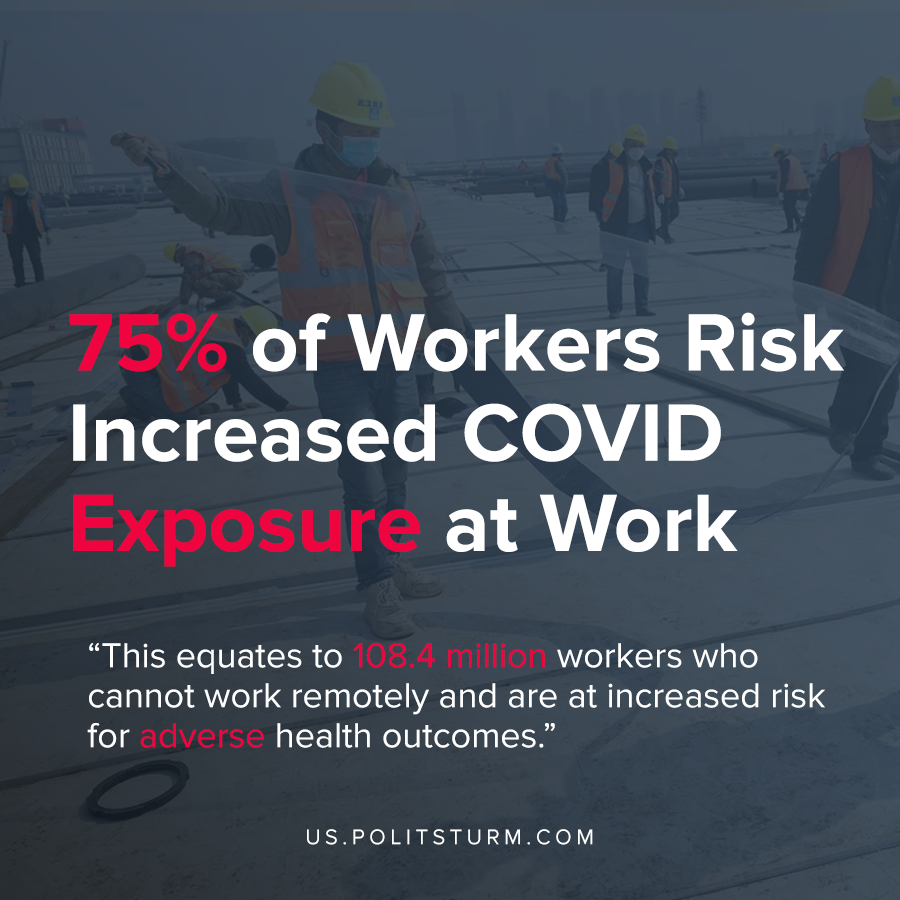 75% of Workers Risk
Increased COVID
Exposure at Work
“This equates to 108.4 million workers who
cannot work remotely and are at increased risk
for adverse health outcomes.”
US.POLITSTURM.COM